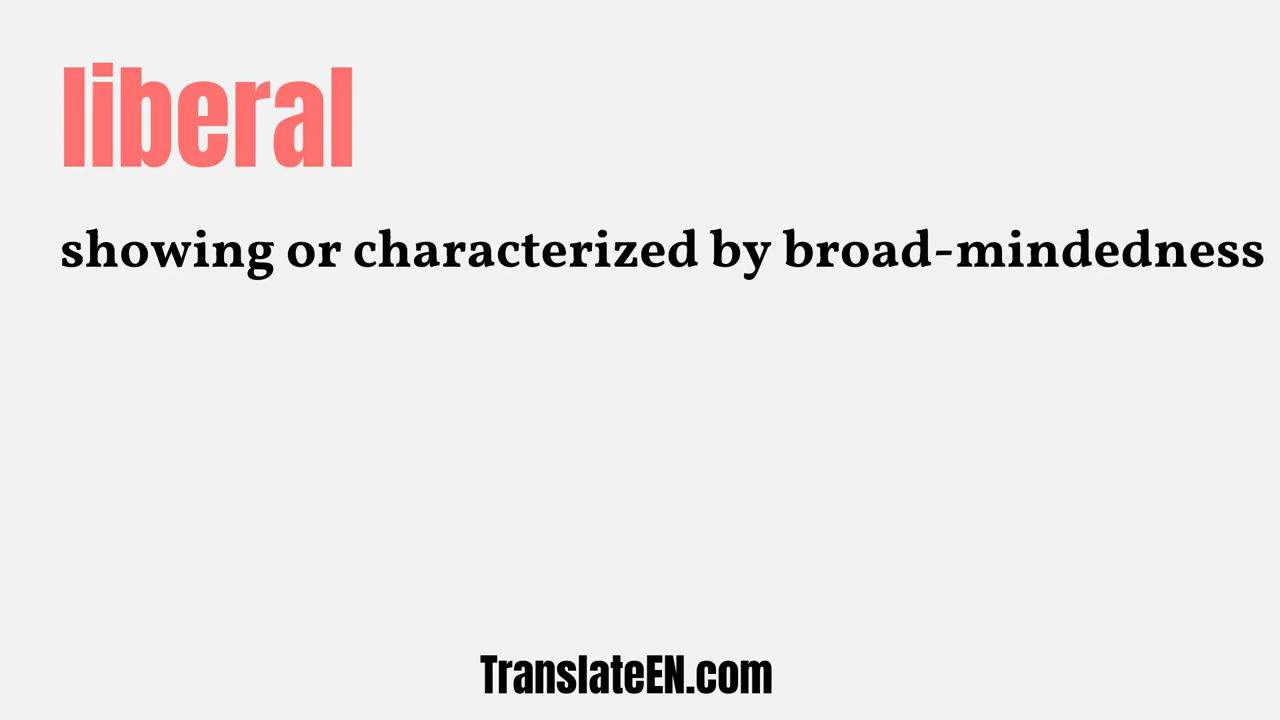 liberal
showing or characterized by broad-mindedness
TranslateEN.com